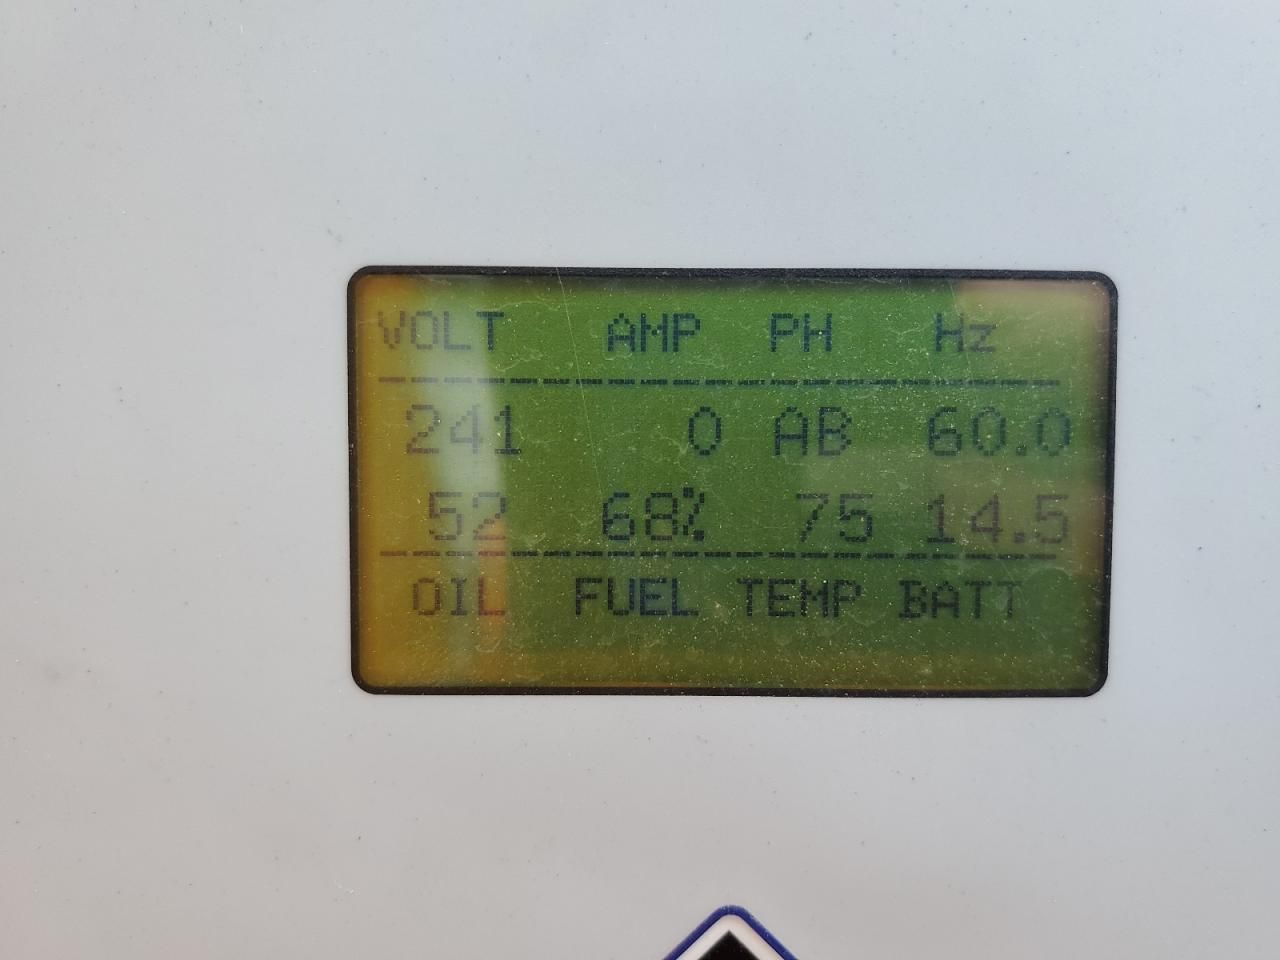 VOLT AMP PH Hz
241 0 AB 60.0
52 68% 75 14.5
OIL FUEL TEMP BATT